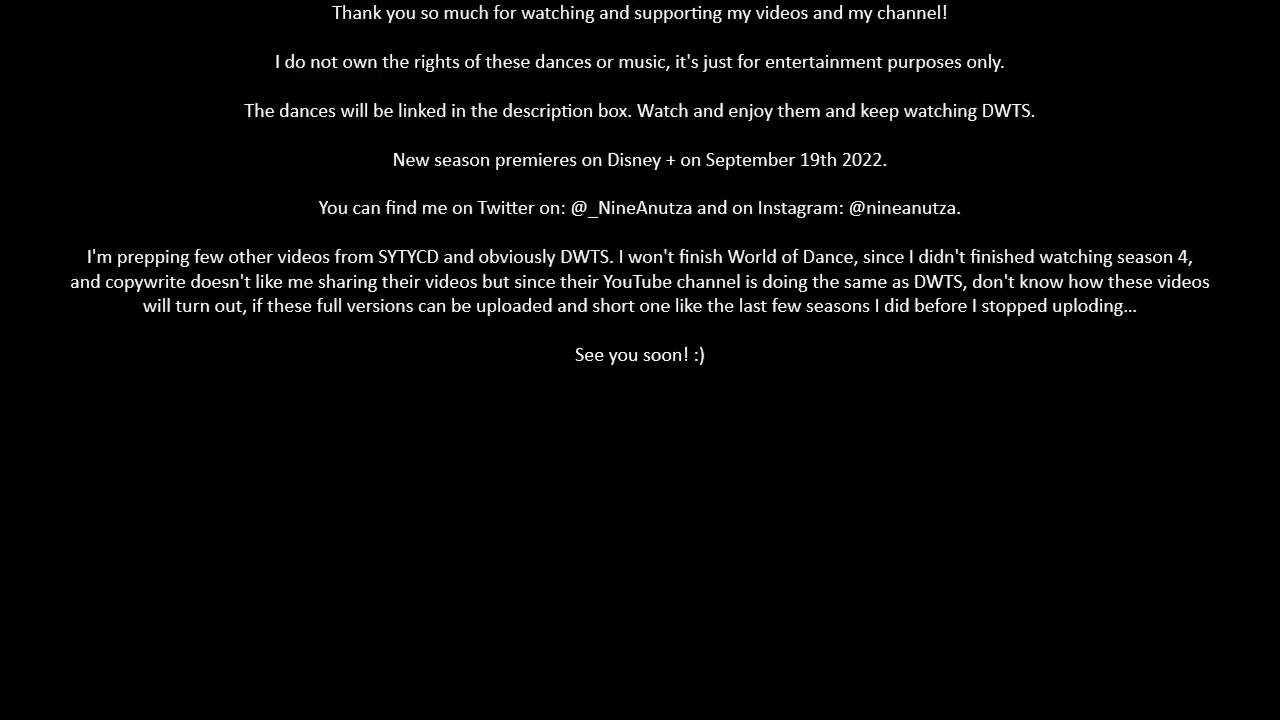 Thank you so much for watching and supporting my videos and my channel!
I do not own the rights of these dances or music, it's just for entertainment purposes only.
The dances will be linked in the description box. Watch and enjoy them and keep watching DWTS.
New season premieres on Disney + on September 19th 2022.
You can find me on Twitter on: @_NineAnutza and on Instagram: @nineanutza.
I'm prepping few other videos from SYTYCD and obviously DWTS. I won't finish World of Dance, since I didn't finished watching season 4,
and copywrite doesn't like me sharing their videos but since their YouTube channel is doing the same as DWTS, don't know how these videos
will turn out, if these full versions can be uploaded and short one like the last few seasons I did before I stopped uploding...
See you soon! :)